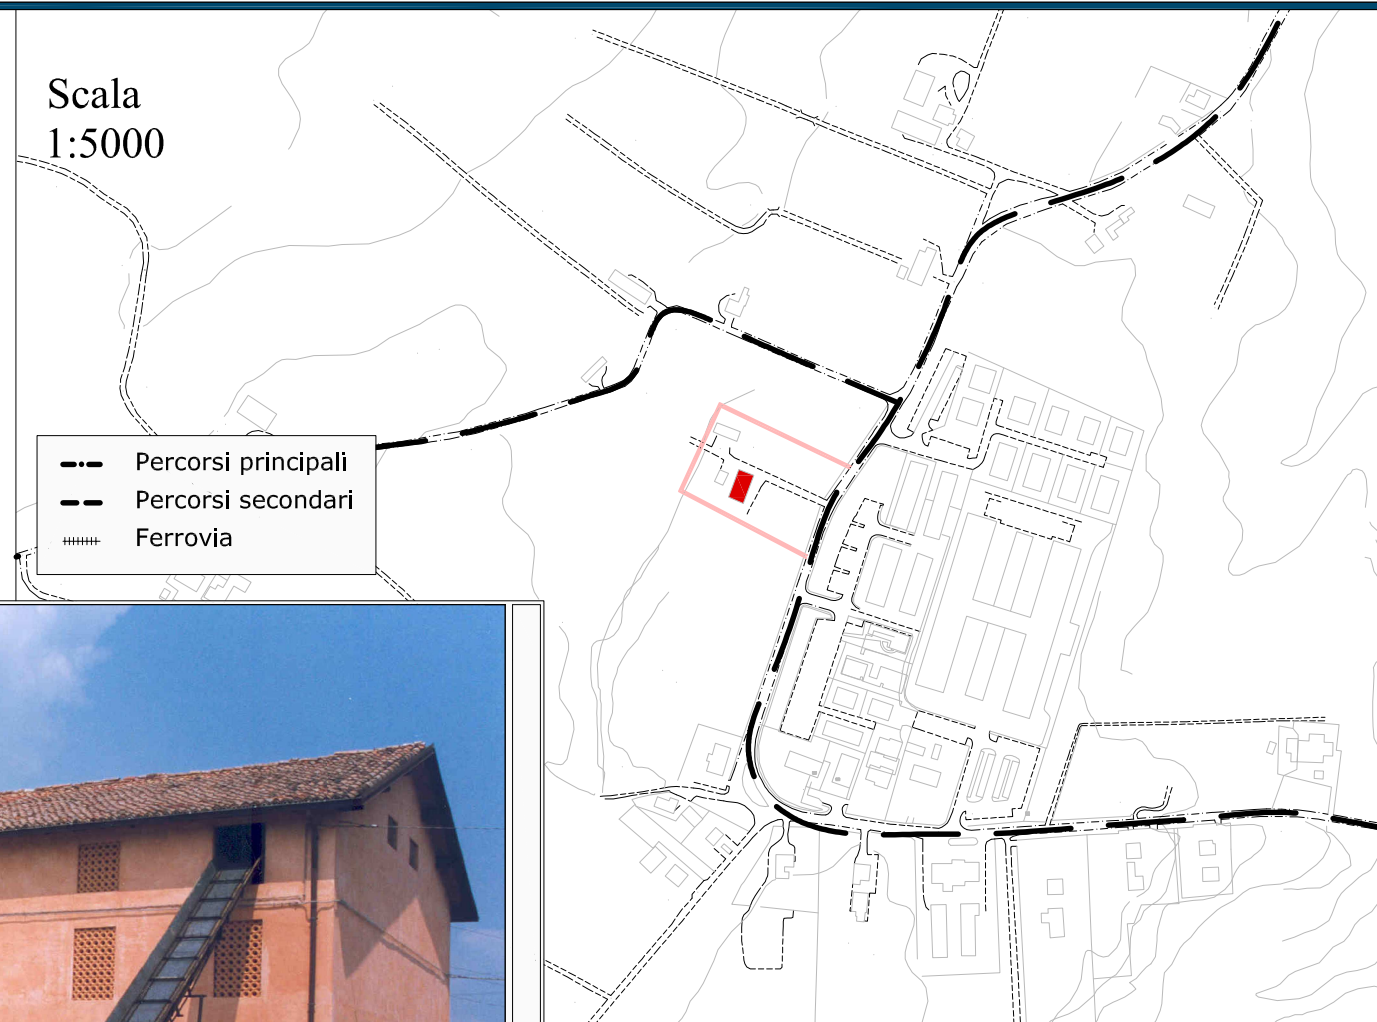 Scala
1:5000
Percorsi principali
Percorsi secondari
Ferrovia